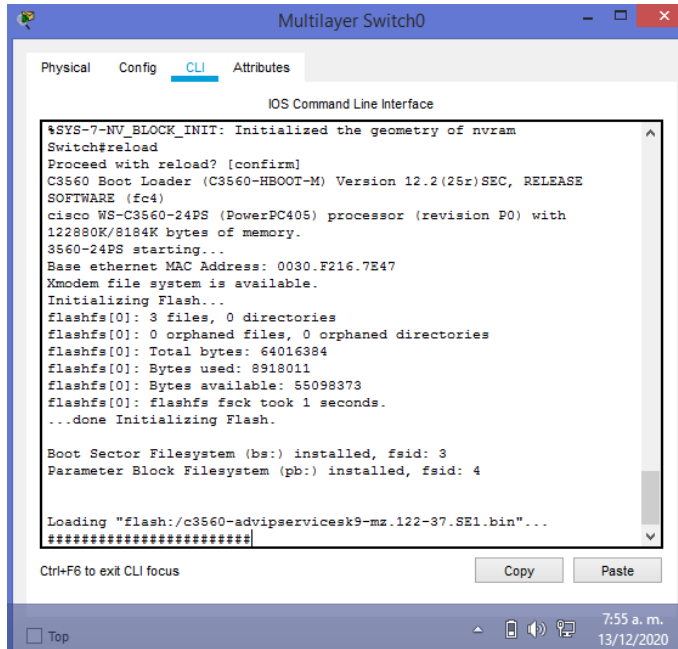 Multilayer Switch0
Physical Config CLI Attributes
IOS Command Line Interface
%SYS-7-NV_BLOCK_INIT: Initialized the geometry of nvram
Switch#reload
Proceed with reload? [confirm]
C3560 Boot Loader (C3560-HBOOT-M) Version 12.2(25r)SEC, RELEASE
SOFTWARE (fc4)
cisco WS-C3560-24PS (PowerPC405) processor (revision P0) with
122880K/8184K bytes of memory.
3560-24PS starting...
Base ethernet MAC Address: 0030.F216.7E47
Xmodem file system is available.
Initializing Flash...
flashfs[0]: 3 files, 0 directories
flashfs[0]: 0 orphaned files, 0 orphaned directories
flashfs[0]: Total bytes: 64016384
flashfs[0]: Bytes used: 8918011
flashfs[0]: Bytes available: 55098373
flashfs[0]: flashfs fsck took 1 seconds.
...done Initializing Flash.
Boot Sector Filesystem (bs:) installed, fsid: 3
Parameter Block Filesystem (pb:) installed, fsid: 4
Loading "flash:/c3560-advipservicesk9-mz.122-37.SE1.bin"...
########################
Ctrl+F6 to exit CLI focus
Copy Paste
Top
7:55 a. m.
13/12/2020